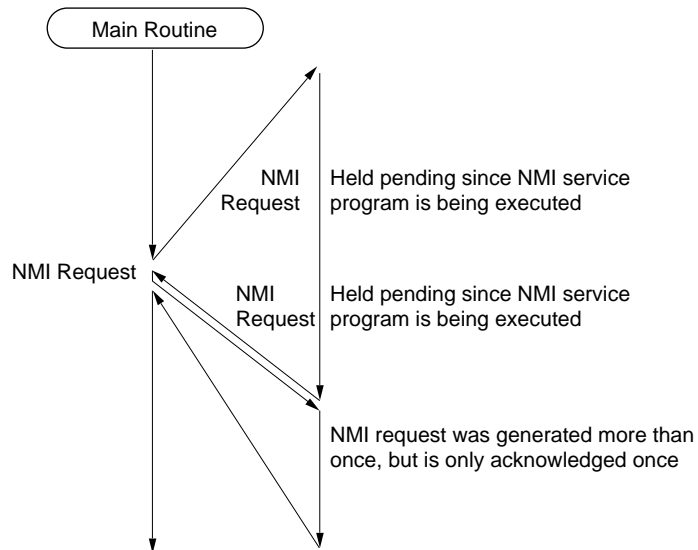 Main Routine
NMI
Request
Held pending since NMI service
program is being executed
NMI Request
NMI
Request
Held pending since NMI service
program is being executed
NMI request was generated more than
once, but is only acknowledged once